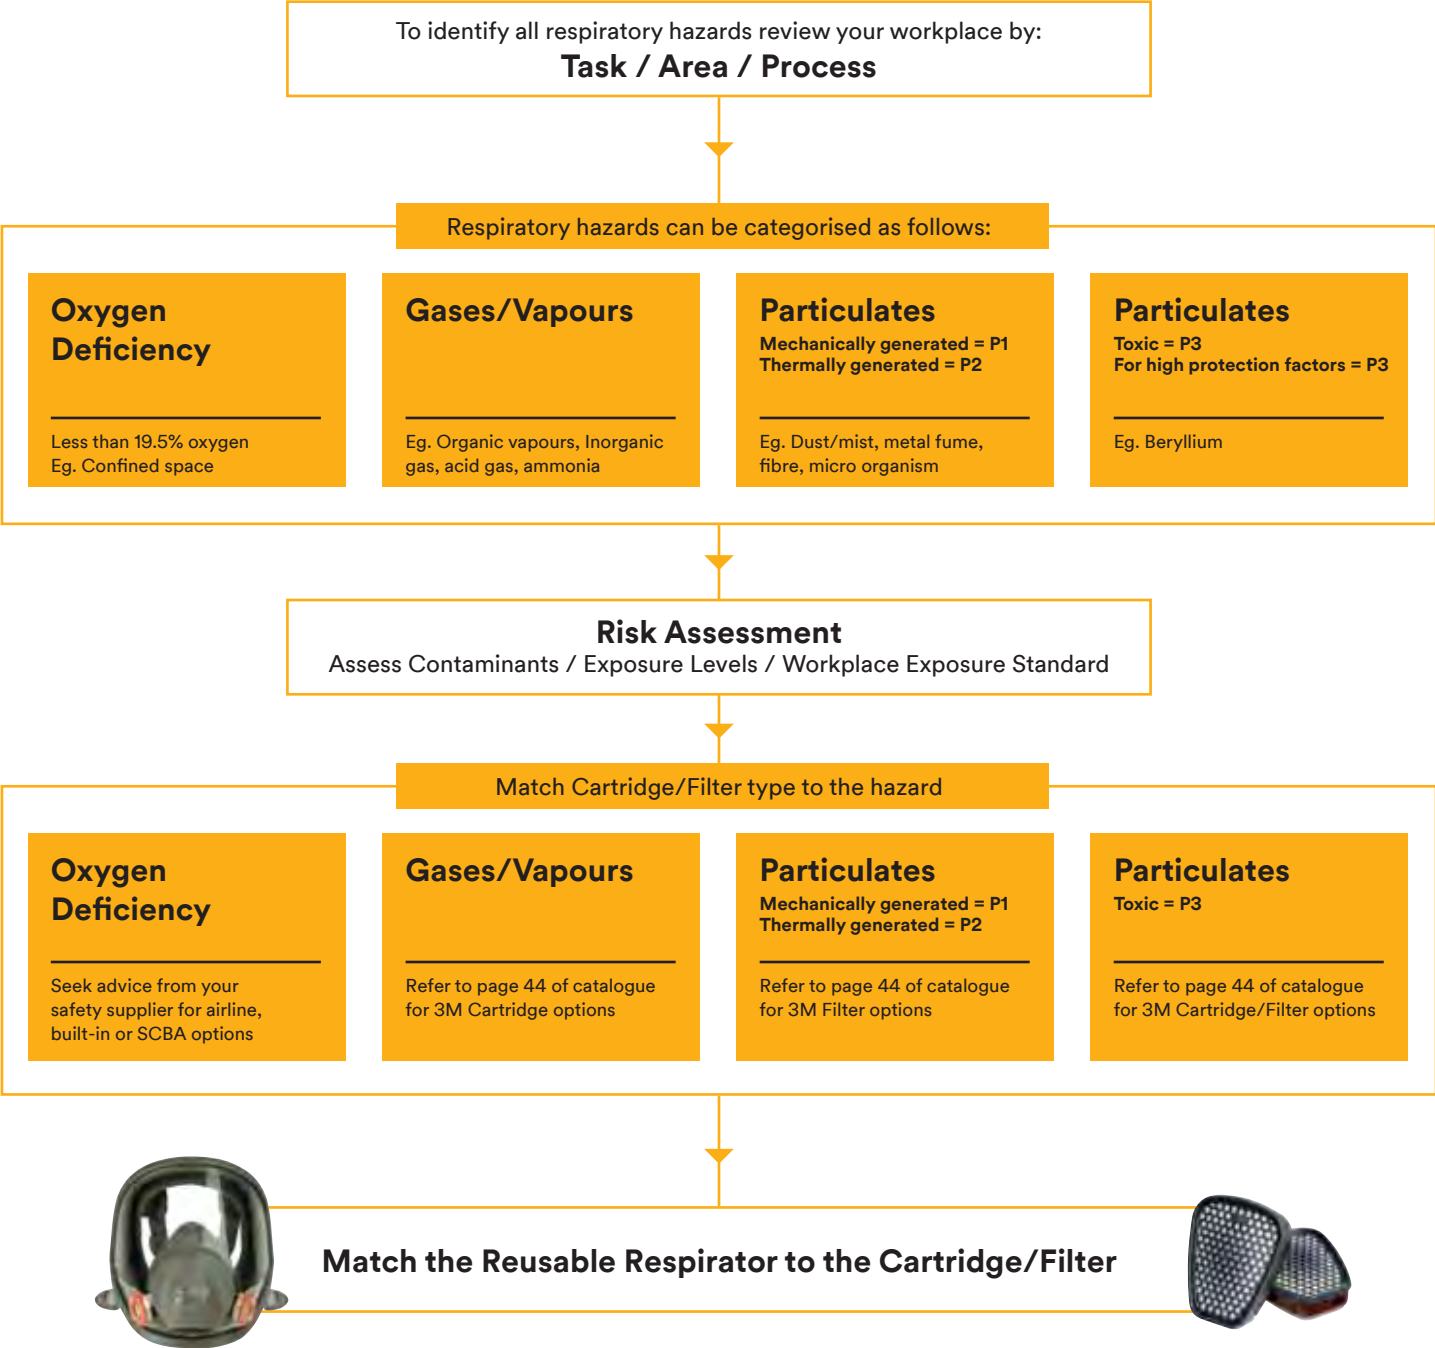 To identify all respiratory hazards review your workplace by:
Task / Area / Process
Respiratory hazards can be categorised as follows:
Oxygen
Deficiency
Less than 19.5% oxygen
Eg. Confined space
Gases/Vapours
Eg. Organic vapours, Inorganic
gas, acid gas, ammonia
Particulates
Mechanically generated = P1
Thermally generated = P2
Eg. Dust/mist, metal fume,
fibre, micro organism
Particulates
Toxic = P3
For high protection factors = P3
Eg. Beryllium
Risk Assessment
Assess Contaminants / Exposure Levels / Workplace Exposure Standard
Match Cartridge/Filter type to the hazard
Oxygen
Deficiency
Seek advice from your
safety supplier for airline,
built-in or SCBA options
Gases/Vapours
Refer to page 44 of catalogue
for 3M Cartridge options
Particulates
Mechanically generated = P1
Thermally generated = P2
Refer to page 44 of catalogue
for 3M Filter options
Particulates
Toxic = P3
Refer to page 44 of catalogue
for 3M Cartridge/Filter options
Match the Reusable Respirator to the Cartridge/Filter